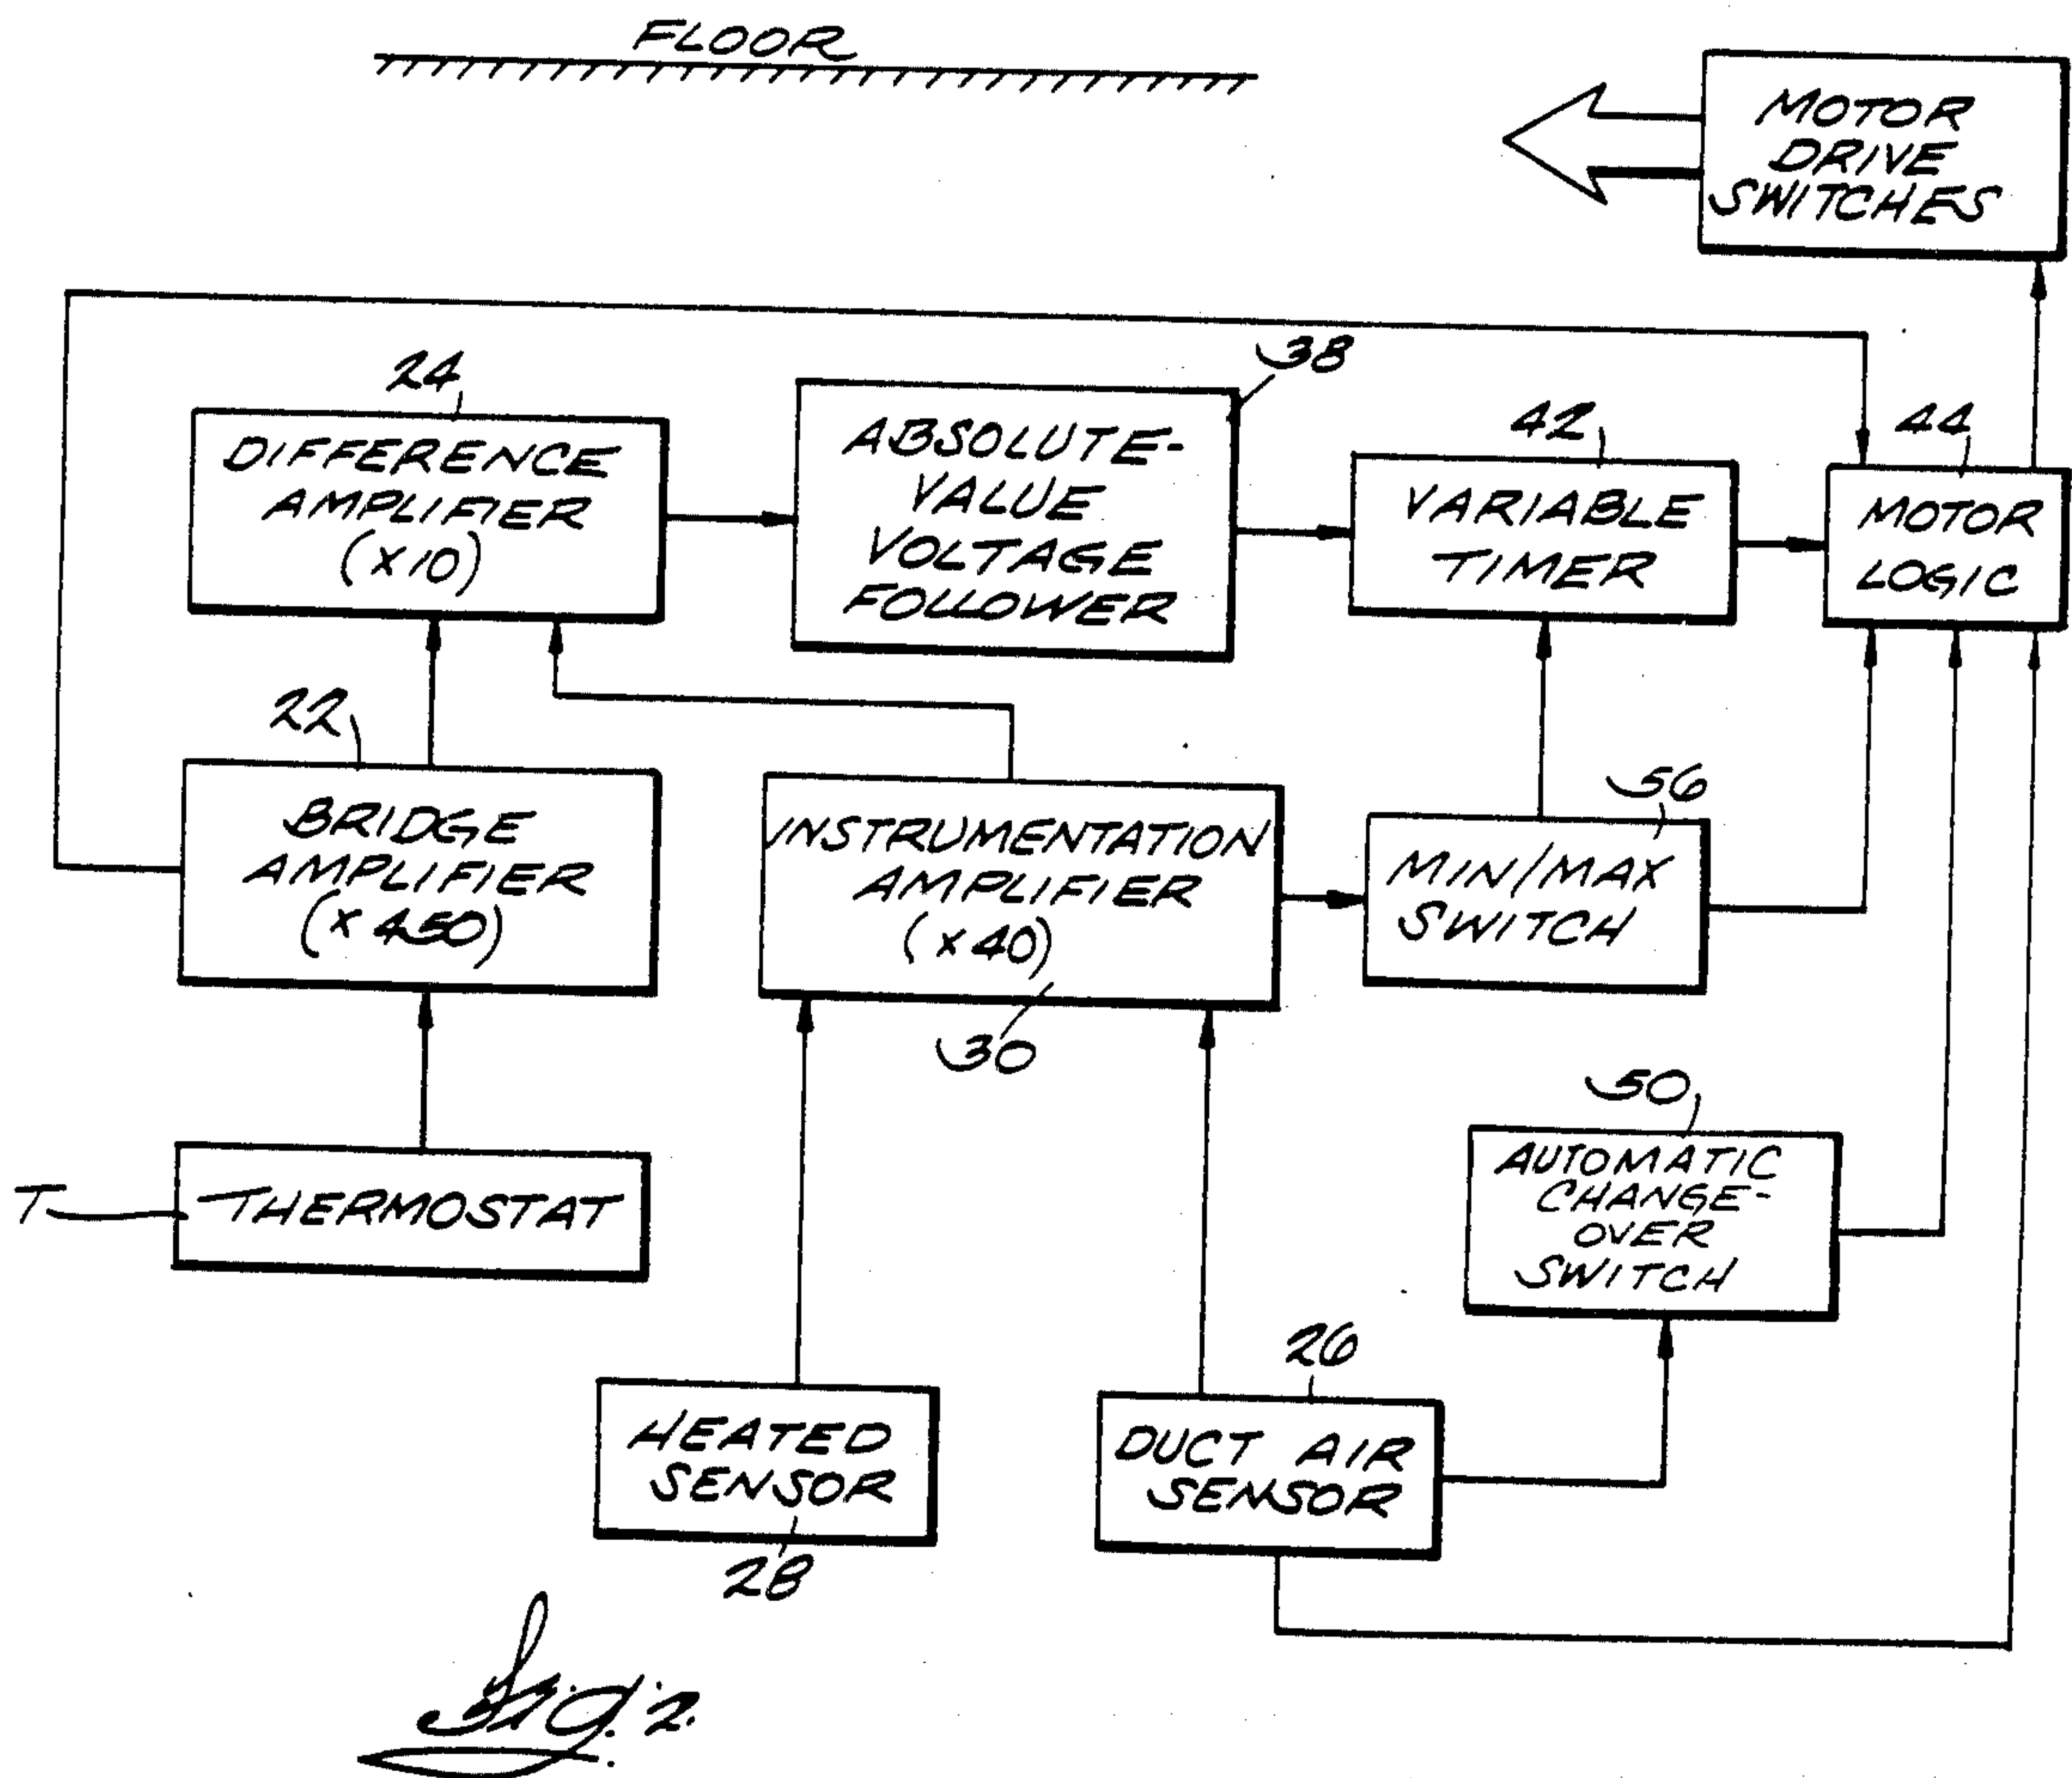 FLOOR
MOTOR
DRIVE
SWITCHES
24
38
42
44
DIFFERENCE
AMPLIFIER
(x10)
ABSOLUTE-
VALUE
VOLTAGE
FOLLOWER
VARIABLE
TIMER
MOTOR
LOGIC
22
BRIDGE
AMPLIFIER
(x450)
INSTRUMENTATION
AMPLIFIER
(x40)
30
56
MIN/MAX
SWITCH
50
AUTOMATIC
CHANGE-
OVER
SWITCH
T
THERMOSTAT
HEATED
SENSOR
28
26
DUCT AIR
SENSOR
Fig. 2.